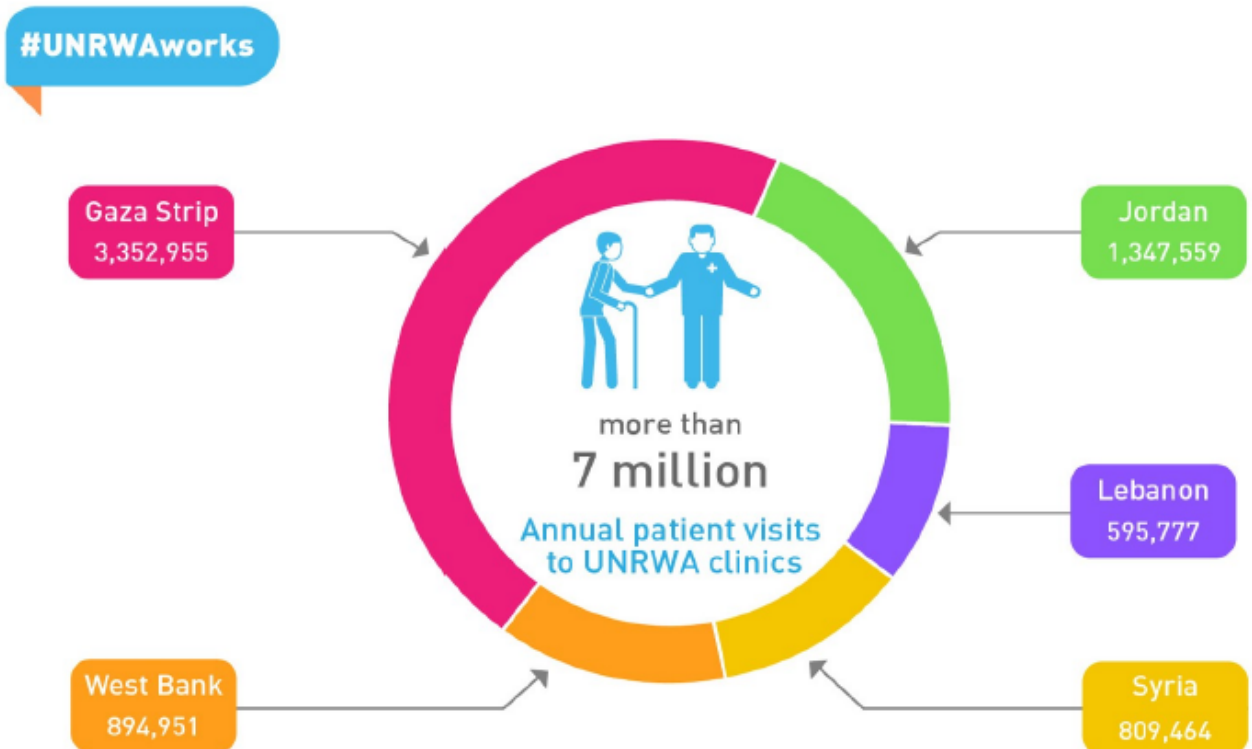 #UNRWAworks
Gaza Strip
3,352,955
Jordan
1,347,559
more than
7 million
Annual patient visits
to UNRWA clinics
Lebanon
595,777
West Bank
894,951
Syria
809,464